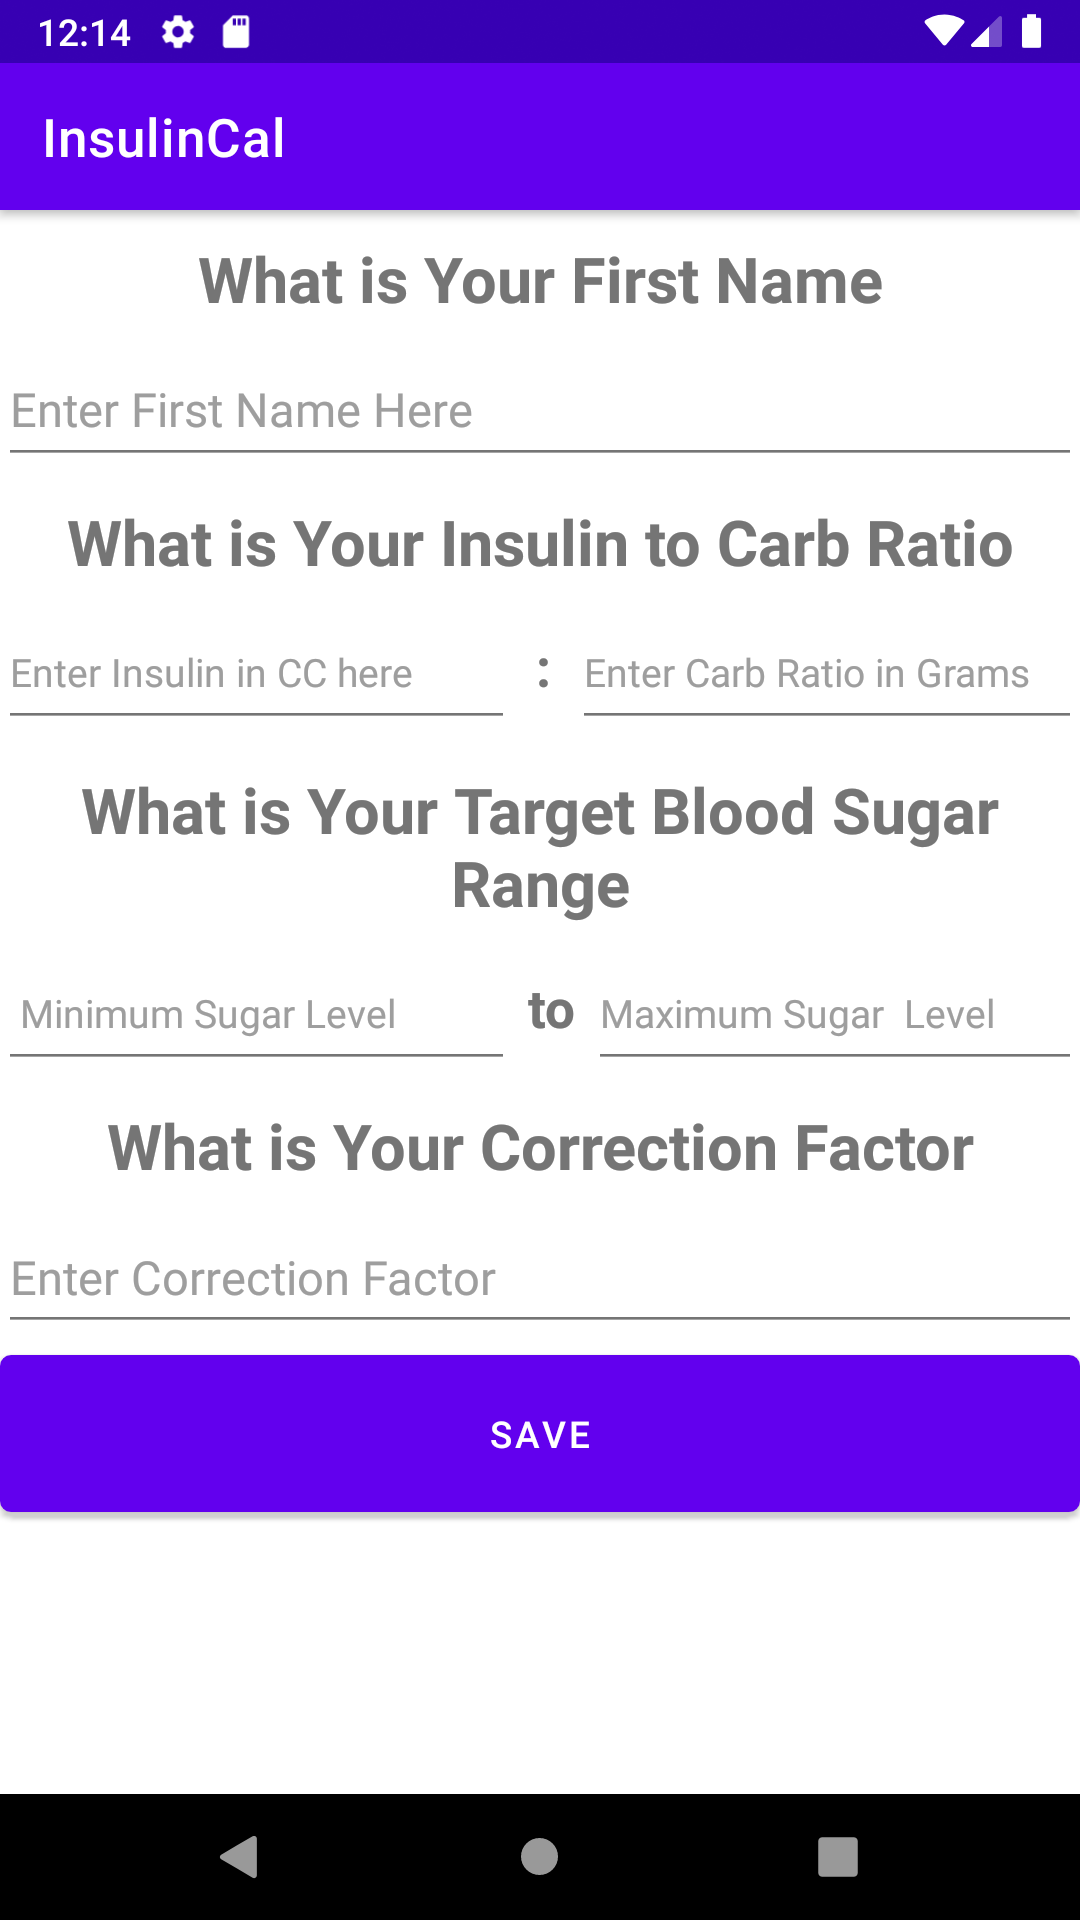 12:14
InsulinCal
What is Your First Name
Enter First Name Here
What is Your Insulin to Carb Ratio
Enter Insulin in CC here : Enter Carb Ratio in Grams
What is Your Target Blood Sugar
Range
Minimum Sugar Level to Maximum Sugar  Level
What is Your Correction Factor
Enter Correction Factor
SAVE